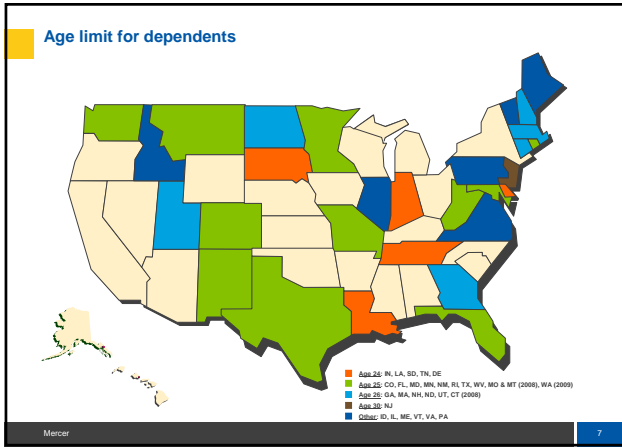 Age limit for dependents
Age 24: IN, LA, SD, TN, DE
Age 25: CO, FL, MD, MN, NM, RI, TX, WV, MO & MT (2008), WA (2009)
Age 26: GA, MA, NH, ND, UT, CT (2008)
Age 30: NJ
Other: ID, IL, ME, VT, VA, PA
Mercer
7